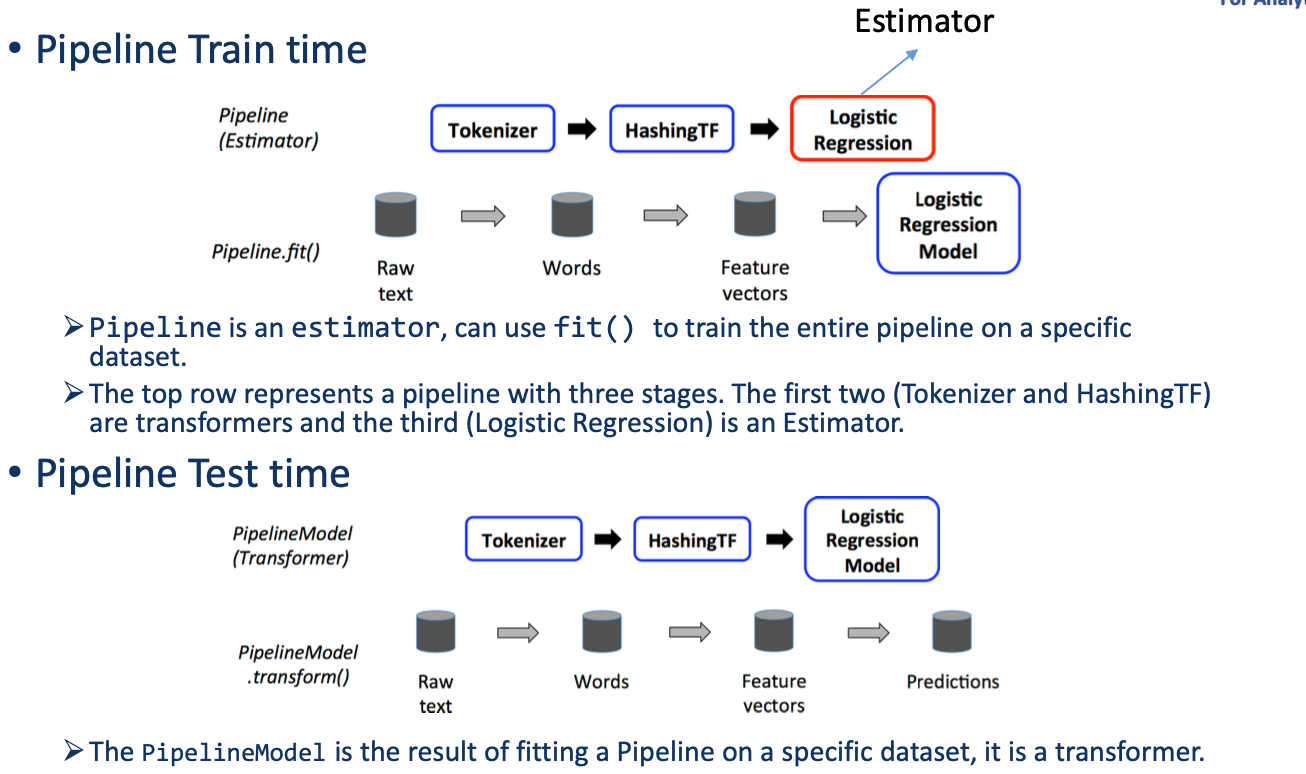 For Analy
Estimator
• Pipeline Train time
Pipeline
(Estimator)
Tokenizer
HashingTF
Logistic
Regression
Pipeline.fit()
Raw
text
Words
Feature
vectors
Logistic
Regression
Model
➢ Pipeline is an estimator, can use fit() to train the entire pipeline on a specific
dataset.
➢ The top row represents a pipeline with three stages. The first two (Tokenizer and HashingTF)
are transformers and the third (Logistic Regression) is an Estimator.
• Pipeline Test time
PipelineModel
(Transformer)
Tokenizer
HashingTF
Logistic
Regression
Model
PipelineModel
.transform()
Raw
text
Words
Feature
vectors
Predictions
➢ The PipelineModel is the result of fitting a Pipeline on a specific dataset, it is a transformer.